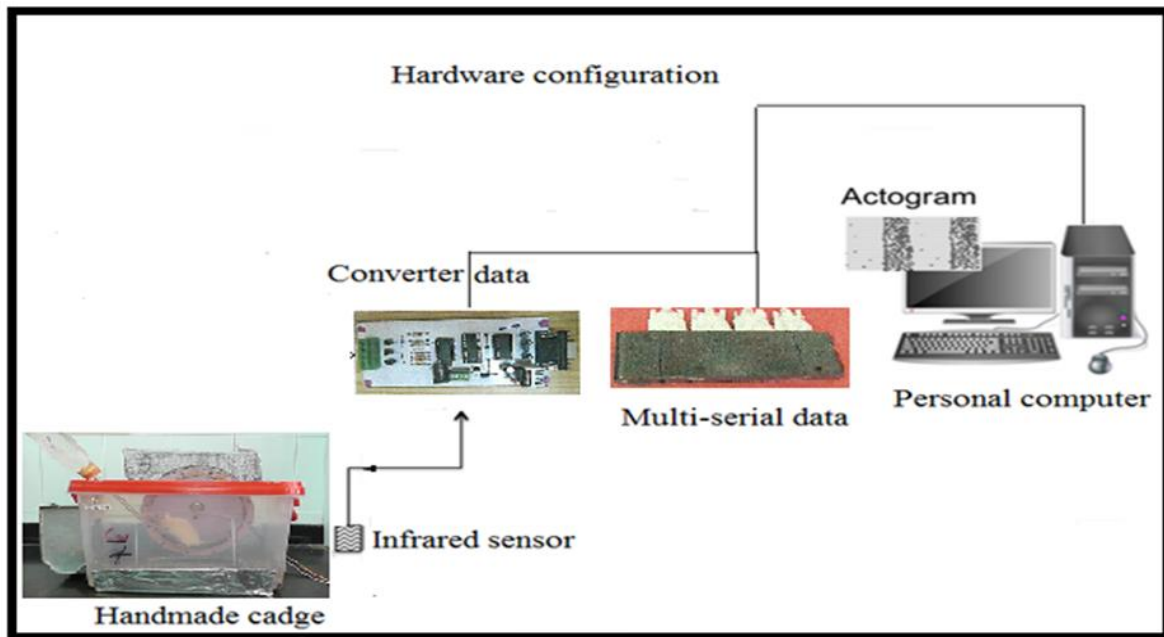 Hardware configuration
Actogram
Converter data
Personal computer
Multi-serial data
Infrared sensor
Handmade cadge